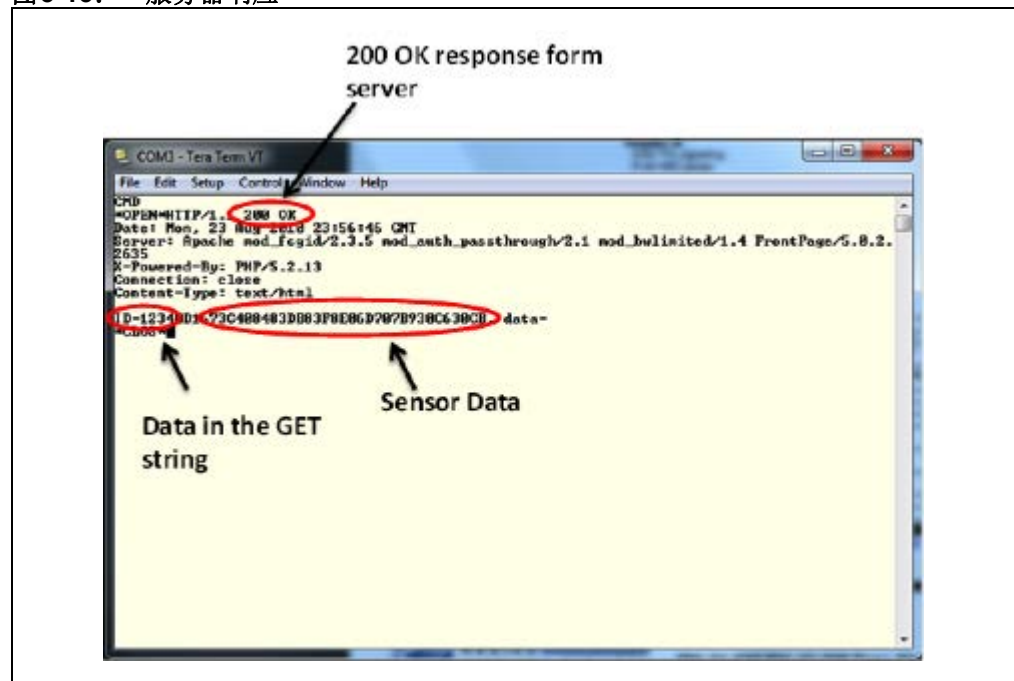 200 OK response form
server
COM3 - Tera Term VT
File Edit Setup Control Window Help
CMD
*OPEN*HTTP/1. 200 OK
Date: Mon, 23 Aug 2010 23:56:46 GMT
Server: Apache mod_fcgid/2.3.5 mod_auth_passthrough/2.1 mod_bwlimited/1.4 FrontPage/5.0.2.
2635
X-Powered-By: PHP/5.2.13
Connection: close
Content-Type: text/html
data=
Sensor Data
Data in the GET
string